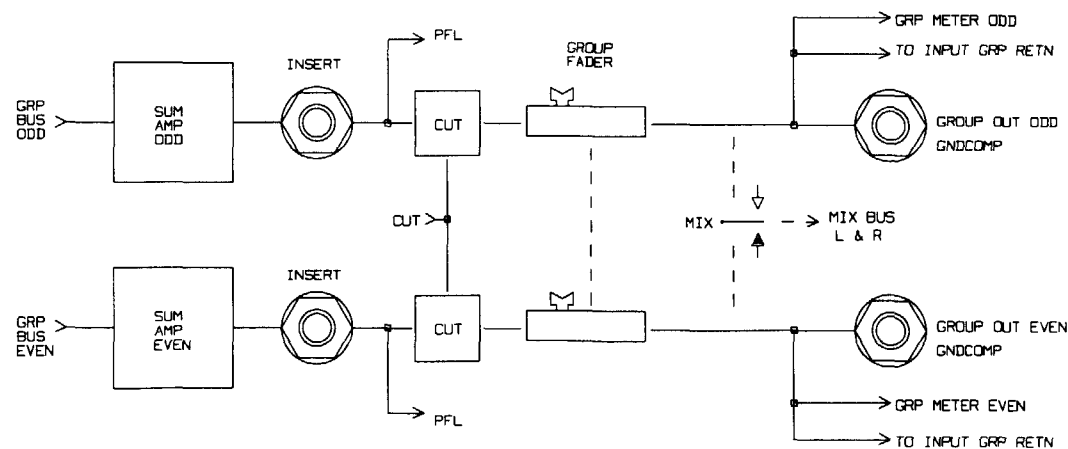 GRP METER ODD
PFL
TO INPUT GRP RETN
GROUP
FADER
INSERT
GRP
BUS
ODD
SUM
AMP
ODD
CUT
GROUP OUT ODD
GNDCOMP
CUT
MIX
MIX BUS
L & R
INSERT
GRP
BUS
EVEN
SUM
AMP
EVEN
CUT
GROUP OUT EVEN
GNDCOMP
GRP METER EVEN
PFL
TO INPUT GRP RETN